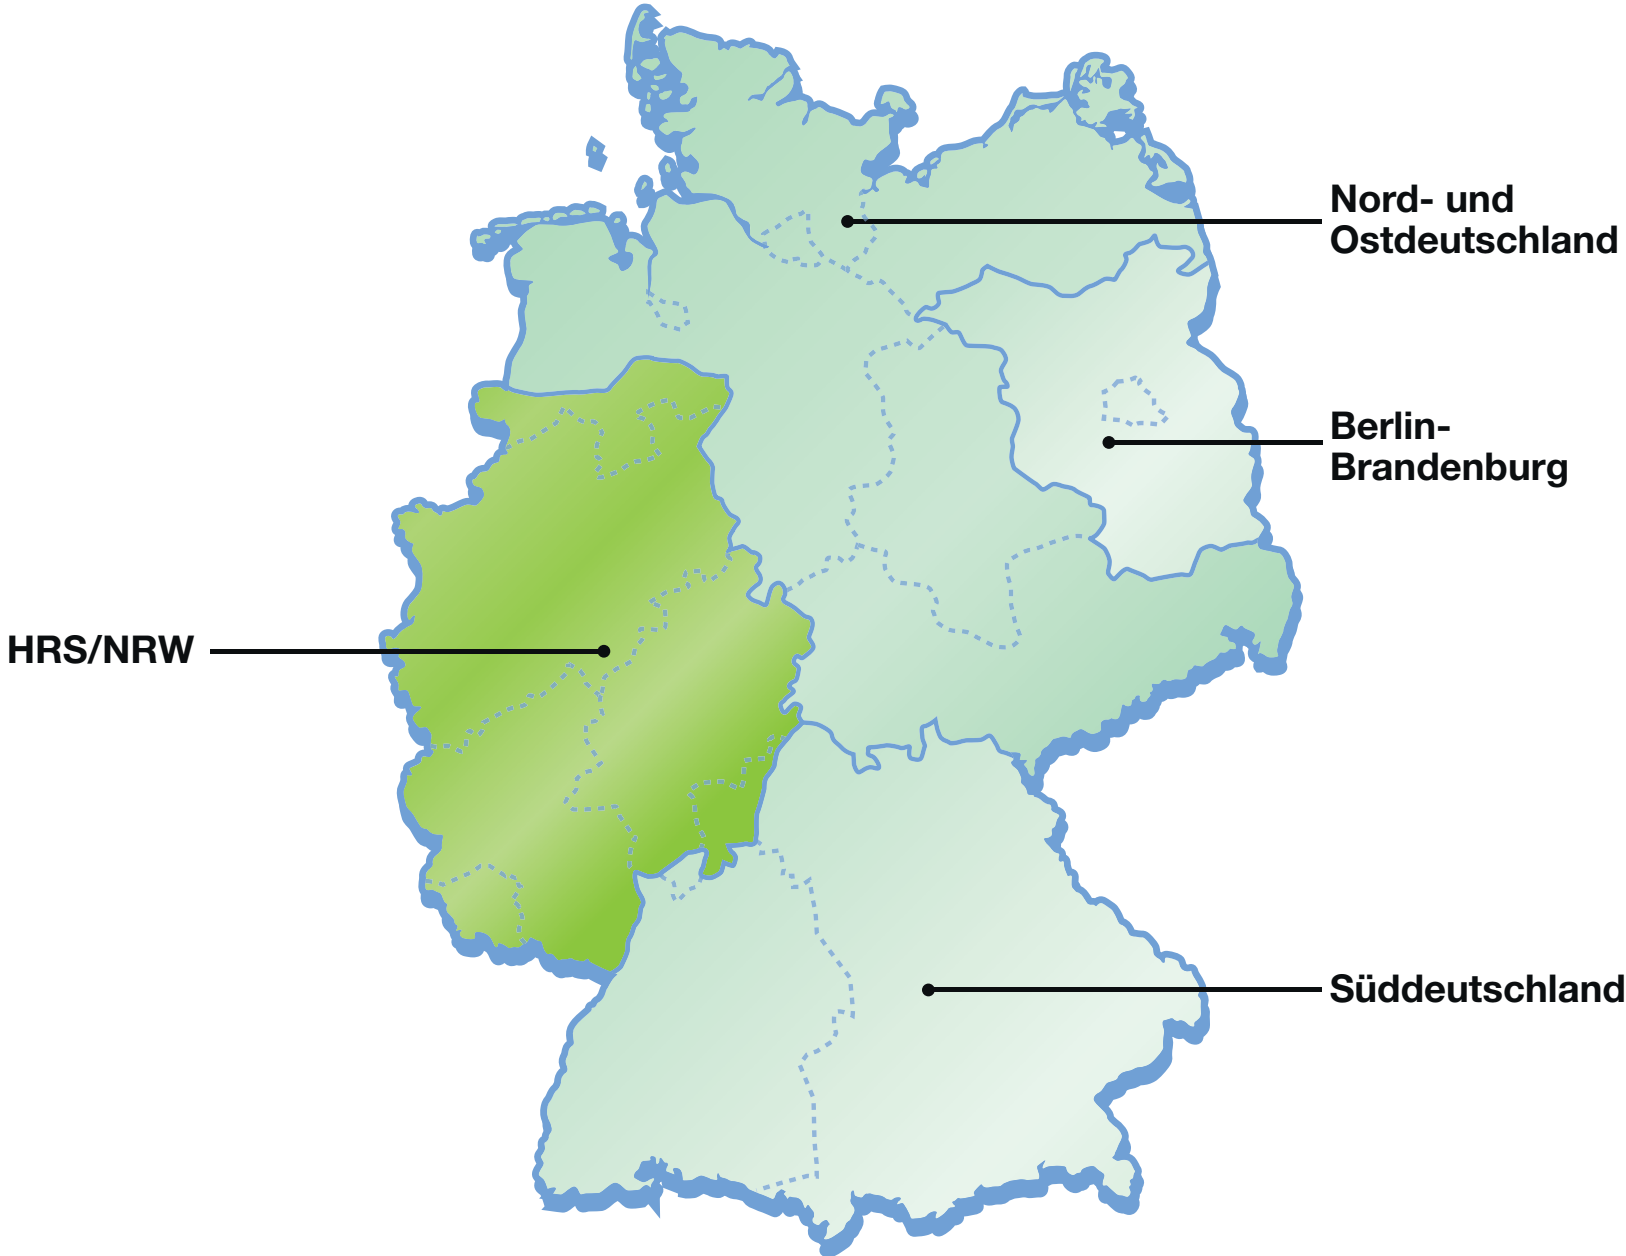 Nord- und
Ostdeutschland
Berlin-
Brandenburg
HRS/NRW
Süddeutschland